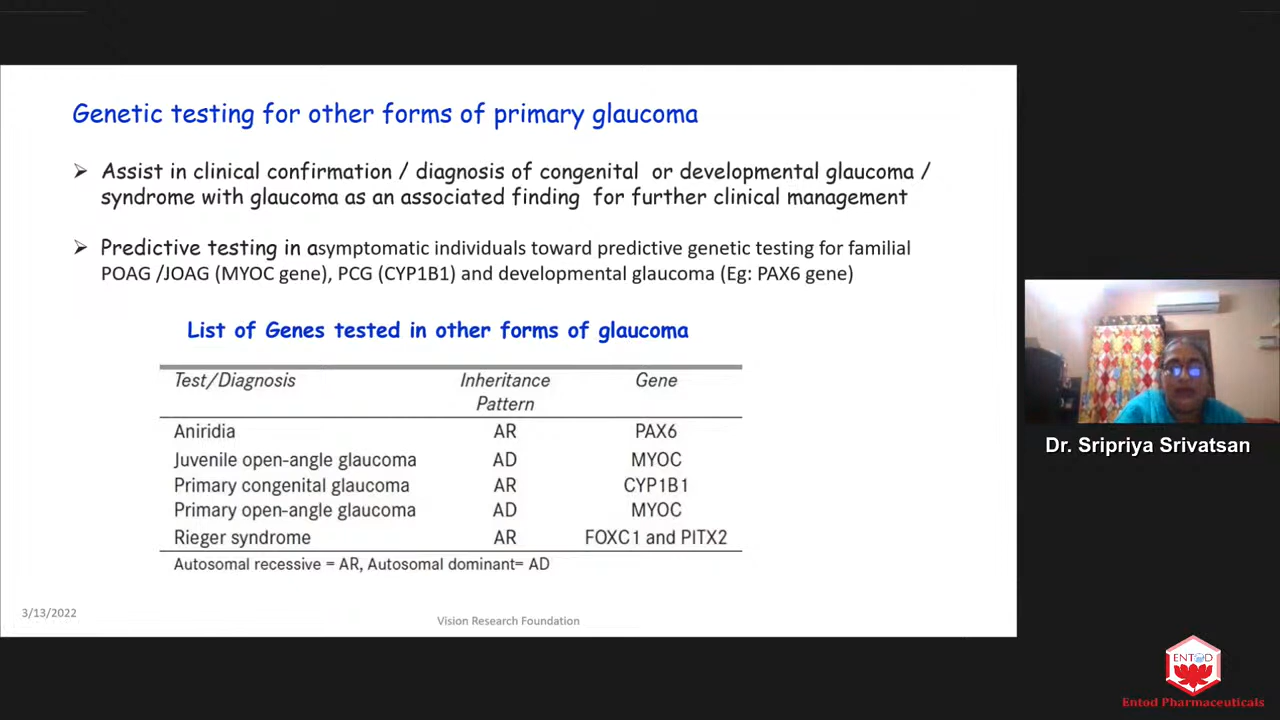 Genetic testing for other forms of primary glaucoma
➢ Assist in clinical confirmation / diagnosis of congenital or developmental glaucoma /
syndrome with glaucoma as an associated finding for further clinical management
➢ Predictive testing in asymptomatic individuals toward predictive genetic testing for familial
POAG /JOAG (MYOC gene), PCG (CYP1B1) and developmental glaucoma (Eg: PAX6 gene)
List of Genes tested in other forms of glaucoma
Test/Diagnosis Inheritance Pattern Gene
Aniridia AR PAX6
Juvenile open-angle glaucoma AD MYOC
Primary congenital glaucoma AR CYP1B1
Primary open-angle glaucoma AD MYOC
Rieger syndrome AR FOXC1 and PITX2
Autosomal recessive = AR, Autosomal dominant= AD
3/13/2022
Vision Research Foundation
Dr. Sripriya Srivatsan
ENTOD
Entod Pharmaceuticals